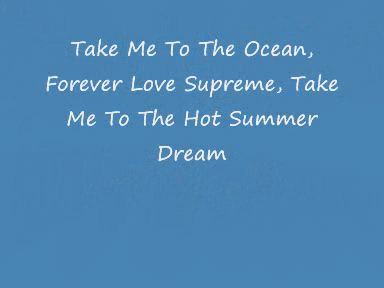 Take Me To The Ocean,
Forever Love Supreme, Take
Me To The Hot Summer
Dream